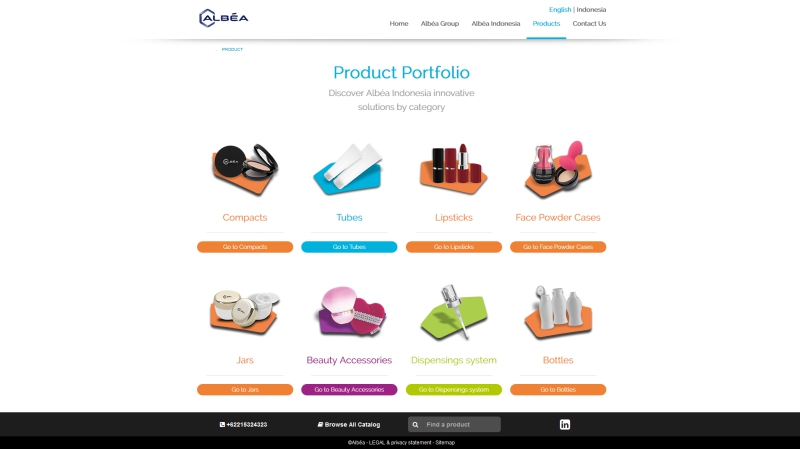 ALBÉA
English | Indonesia
Home Albéa Group Albéa Indonesia Products Contact Us
PRODUCT
Product Portfolio
Discover Albéa Indonesia innovative
solutions by category
Compacts Tubes Lipsticks Face Powder Cases
Go to Compacts Go to Tubes Go to Lipsticks Go to Face Powder Cases
Jars Beauty Accessories Dispensings system Bottles
Go to Jars Go to Beauty Accessories Go to Dispensings system Go to Bottles
+62215324323 Browse All Catalog Find a product in
©Albéa - LEGAL & privacy statement - Sitemap